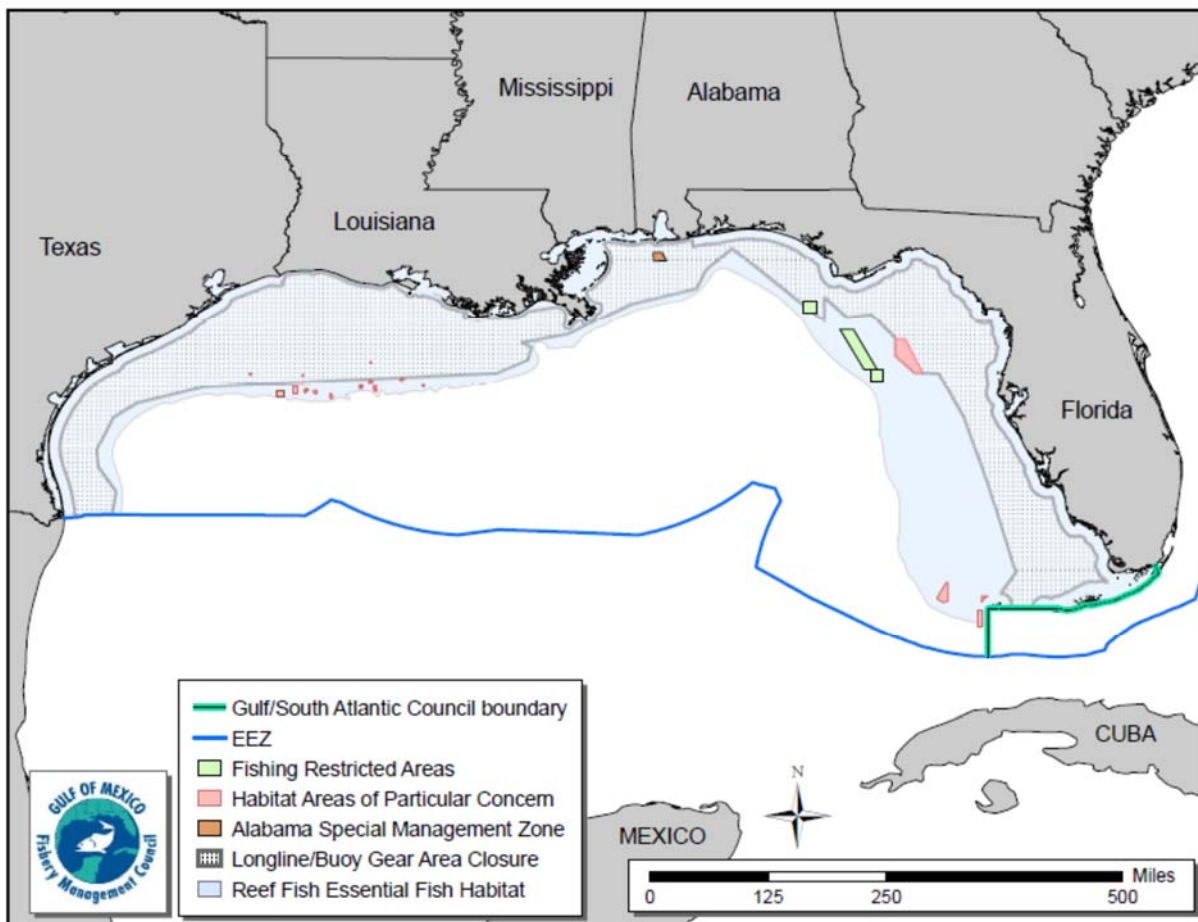 Mississippi
Alabama
Louisiana
Texas
Florida
Gulf/South Atlantic Council boundary
EEZ
Fishing Restricted Areas
Habitat Areas of Particular Concern
Alabama Special Management Zone
Longline/Buoy Gear Area Closure
Reef Fish Essential Fish Habitat
GULF OF MEXICO
Fishery Management Council
N
CUBA
MEXICO
Miles
0 125 250 500